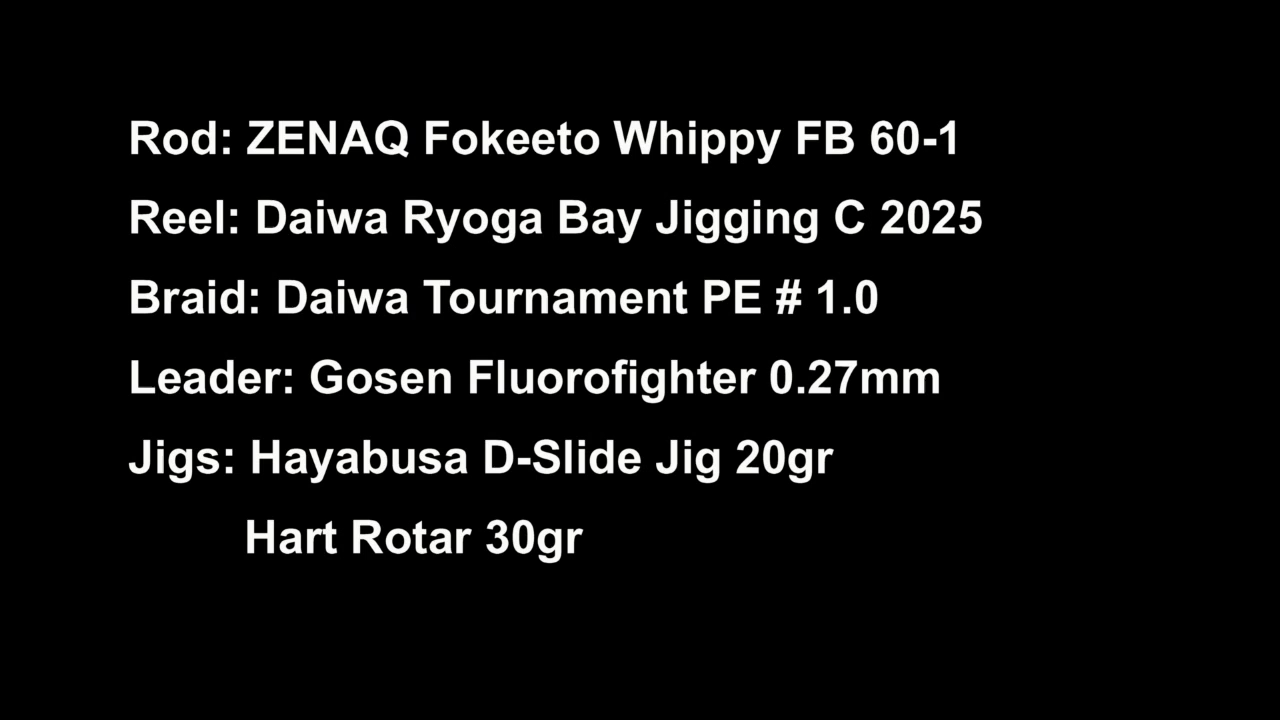 Rod: ZENAQ Fokeeto Whippy FB 60-1
Reel: Daiwa Ryoga Bay Jigging C 2025
Braid: Daiwa Tournament PE # 1.0
Leader: Gosen Fluorofighter 0.27mm
Jigs: Hayabusa D-Slide Jig 20gr
Hart Rotar 30gr